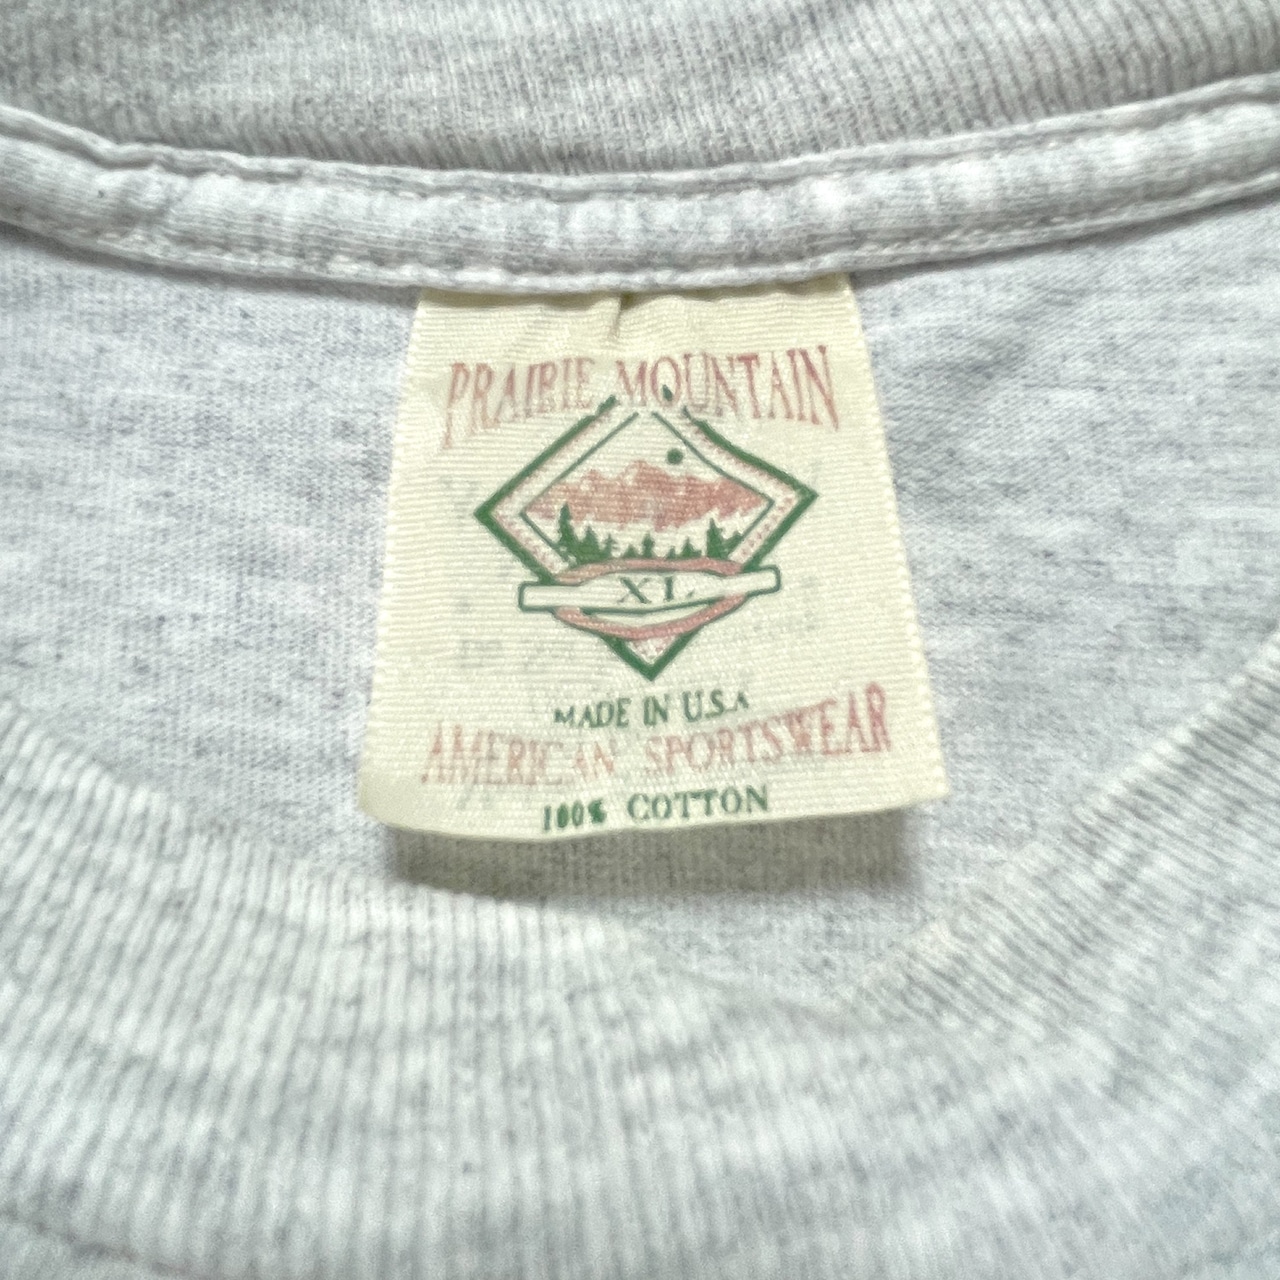 PRAIRIE MOUNTAIN
XL
MADE IN U.S.A
AMERICAN SPORTSWEAR
100% COTTON